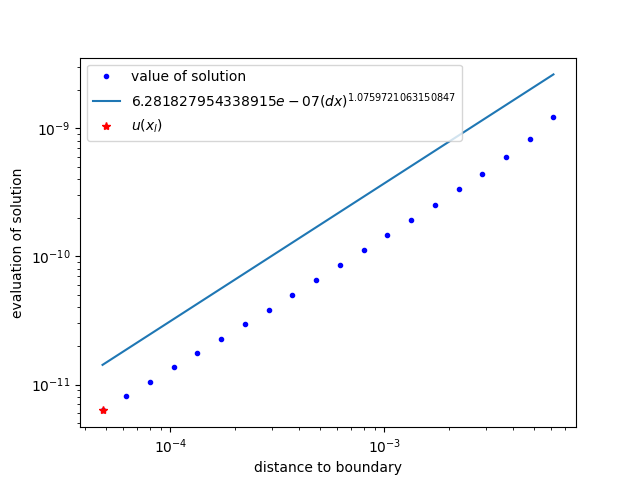 value of solution
6.281827954338915e − 07(dx)^1.0759721063150847
u(x_l)
10^−9
10^−10
10^−11
evaluation of solution
10^−4
10^−3
distance to boundary